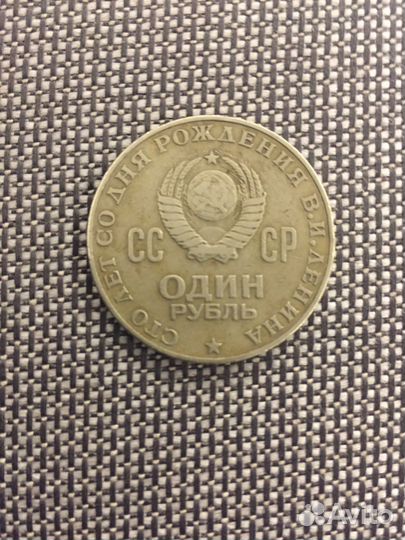 СТО ЛЕТ СО ДНЯ РОЖДЕНИЯ В.И.ЛЕНИНА
СС СР
ОДИН
РУБЛЬ
Avito